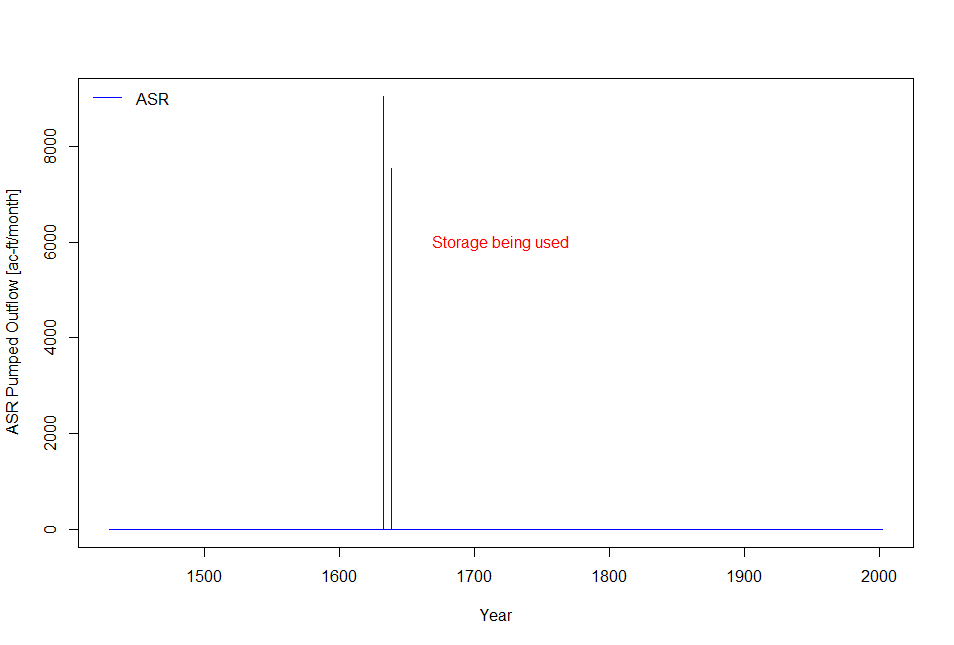 ASR
8000
6000
4000
2000
0
ASR Pumped Outflow [ac-ft/month]
Storage being used
1500 1600 1700 1800 1900 2000
Year